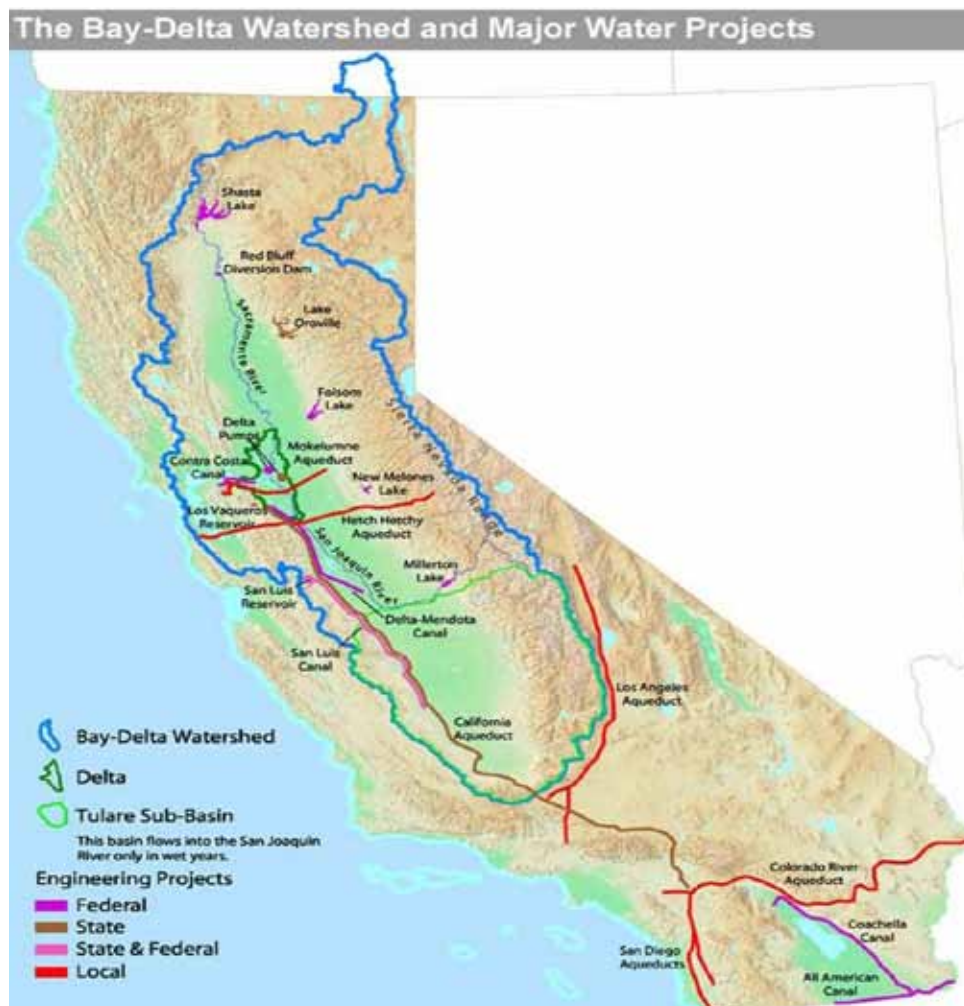 The Bay-Delta Watershed and Major Water Projects
Shasta
Lake
Red Bluff
Diversion Dam
Sacramento River
Lake
Oroville
Folsom
Lake
Sierra Nevada Range
Delta
Pumps
Mokelumne
Aqueduct
Contra Costa
Canal
New Melones
Lake
Los Vaqueros
Reservoir
Hetch Hetchy
Aqueduct
San Joaquin River
Millerton
Lake
San Luis
Reservoir
Delta-Mendota
Canal
San Luis
Canal
Los Angeles
Aqueduct
California
Aqueduct
Bay-Delta Watershed
Delta
Tulare Sub-Basin
This basin flows into the San Joaquin
River only in wet years.
Engineering Projects
Federal
State
State & Federal
Local
Colorado River
Aqueduct
Coachella
Canal
San Diego
Aqueducts
All American
Canal